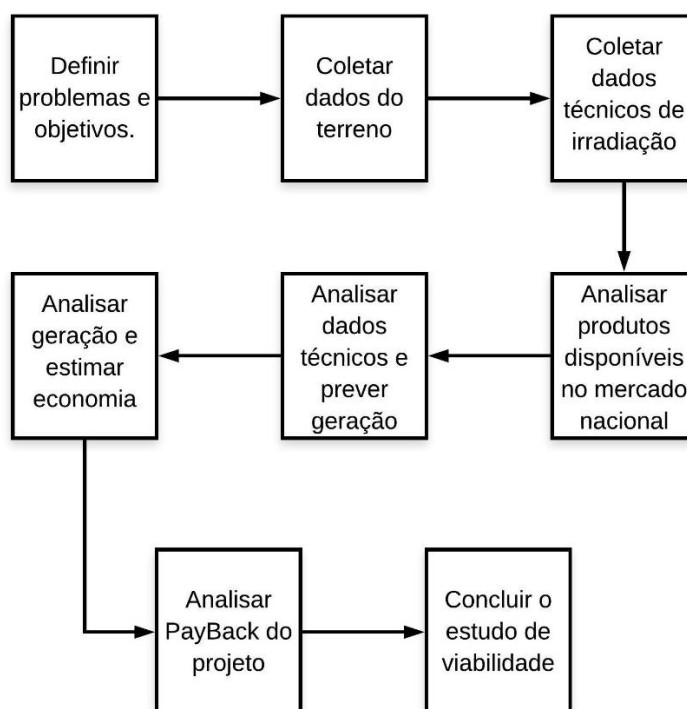 Definir
problemas e
objetivos.
Coletar
dados do
terreno
Coletar
dados
técnicos de
irradiação
Analisar
produtos
disponíveis
no mercado
nacional
Analisar
dados
técnicos e
prever
geração
Analisar
geração e
estimar
economia
Analisar
PayBack do
projeto
Concluir o
estudo de
viabilidade